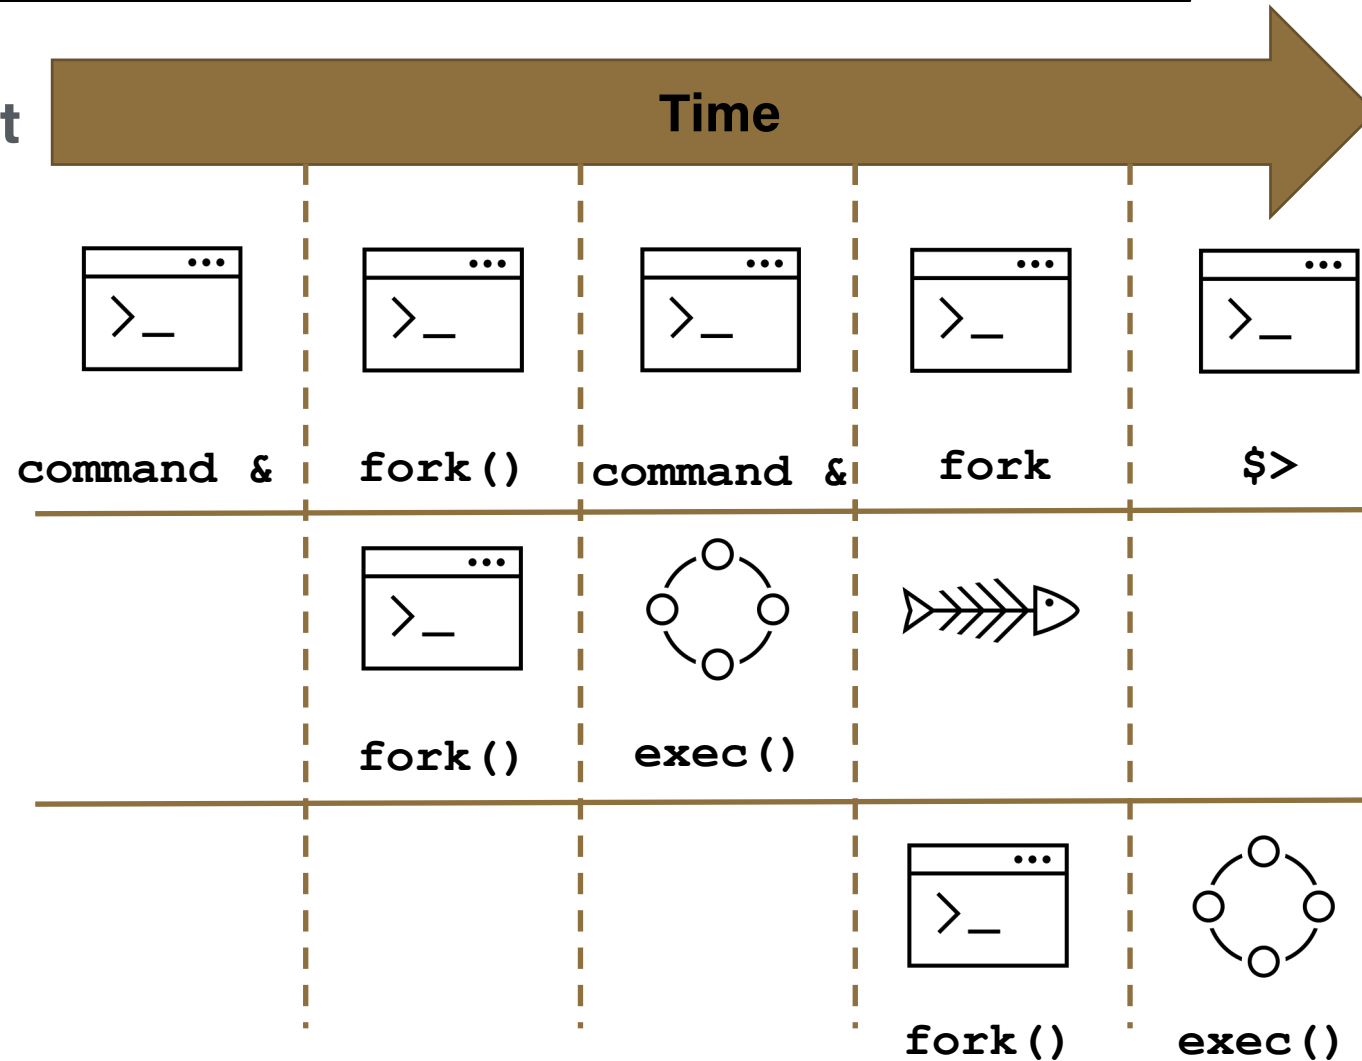 t
Time
command &
fork()
command &
fork
$>
fork()
exec()
fork()
exec()